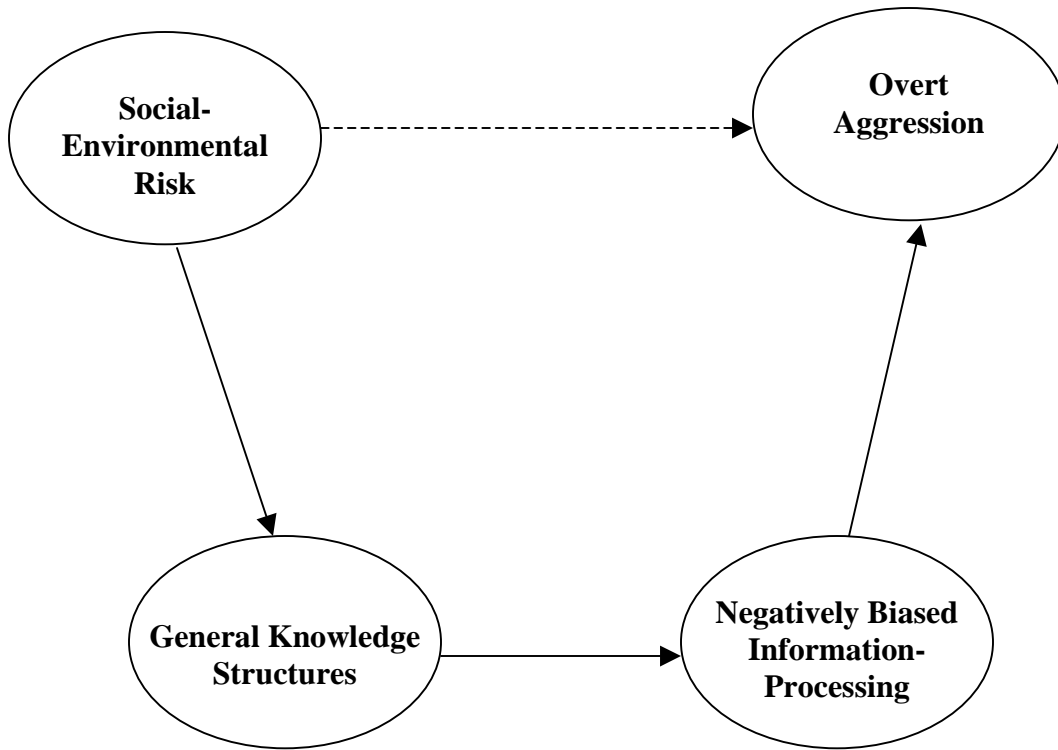 Social-
Environmental
Risk
Overt
Aggression
General Knowledge
Structures
Negatively Biased
Information-
Processing